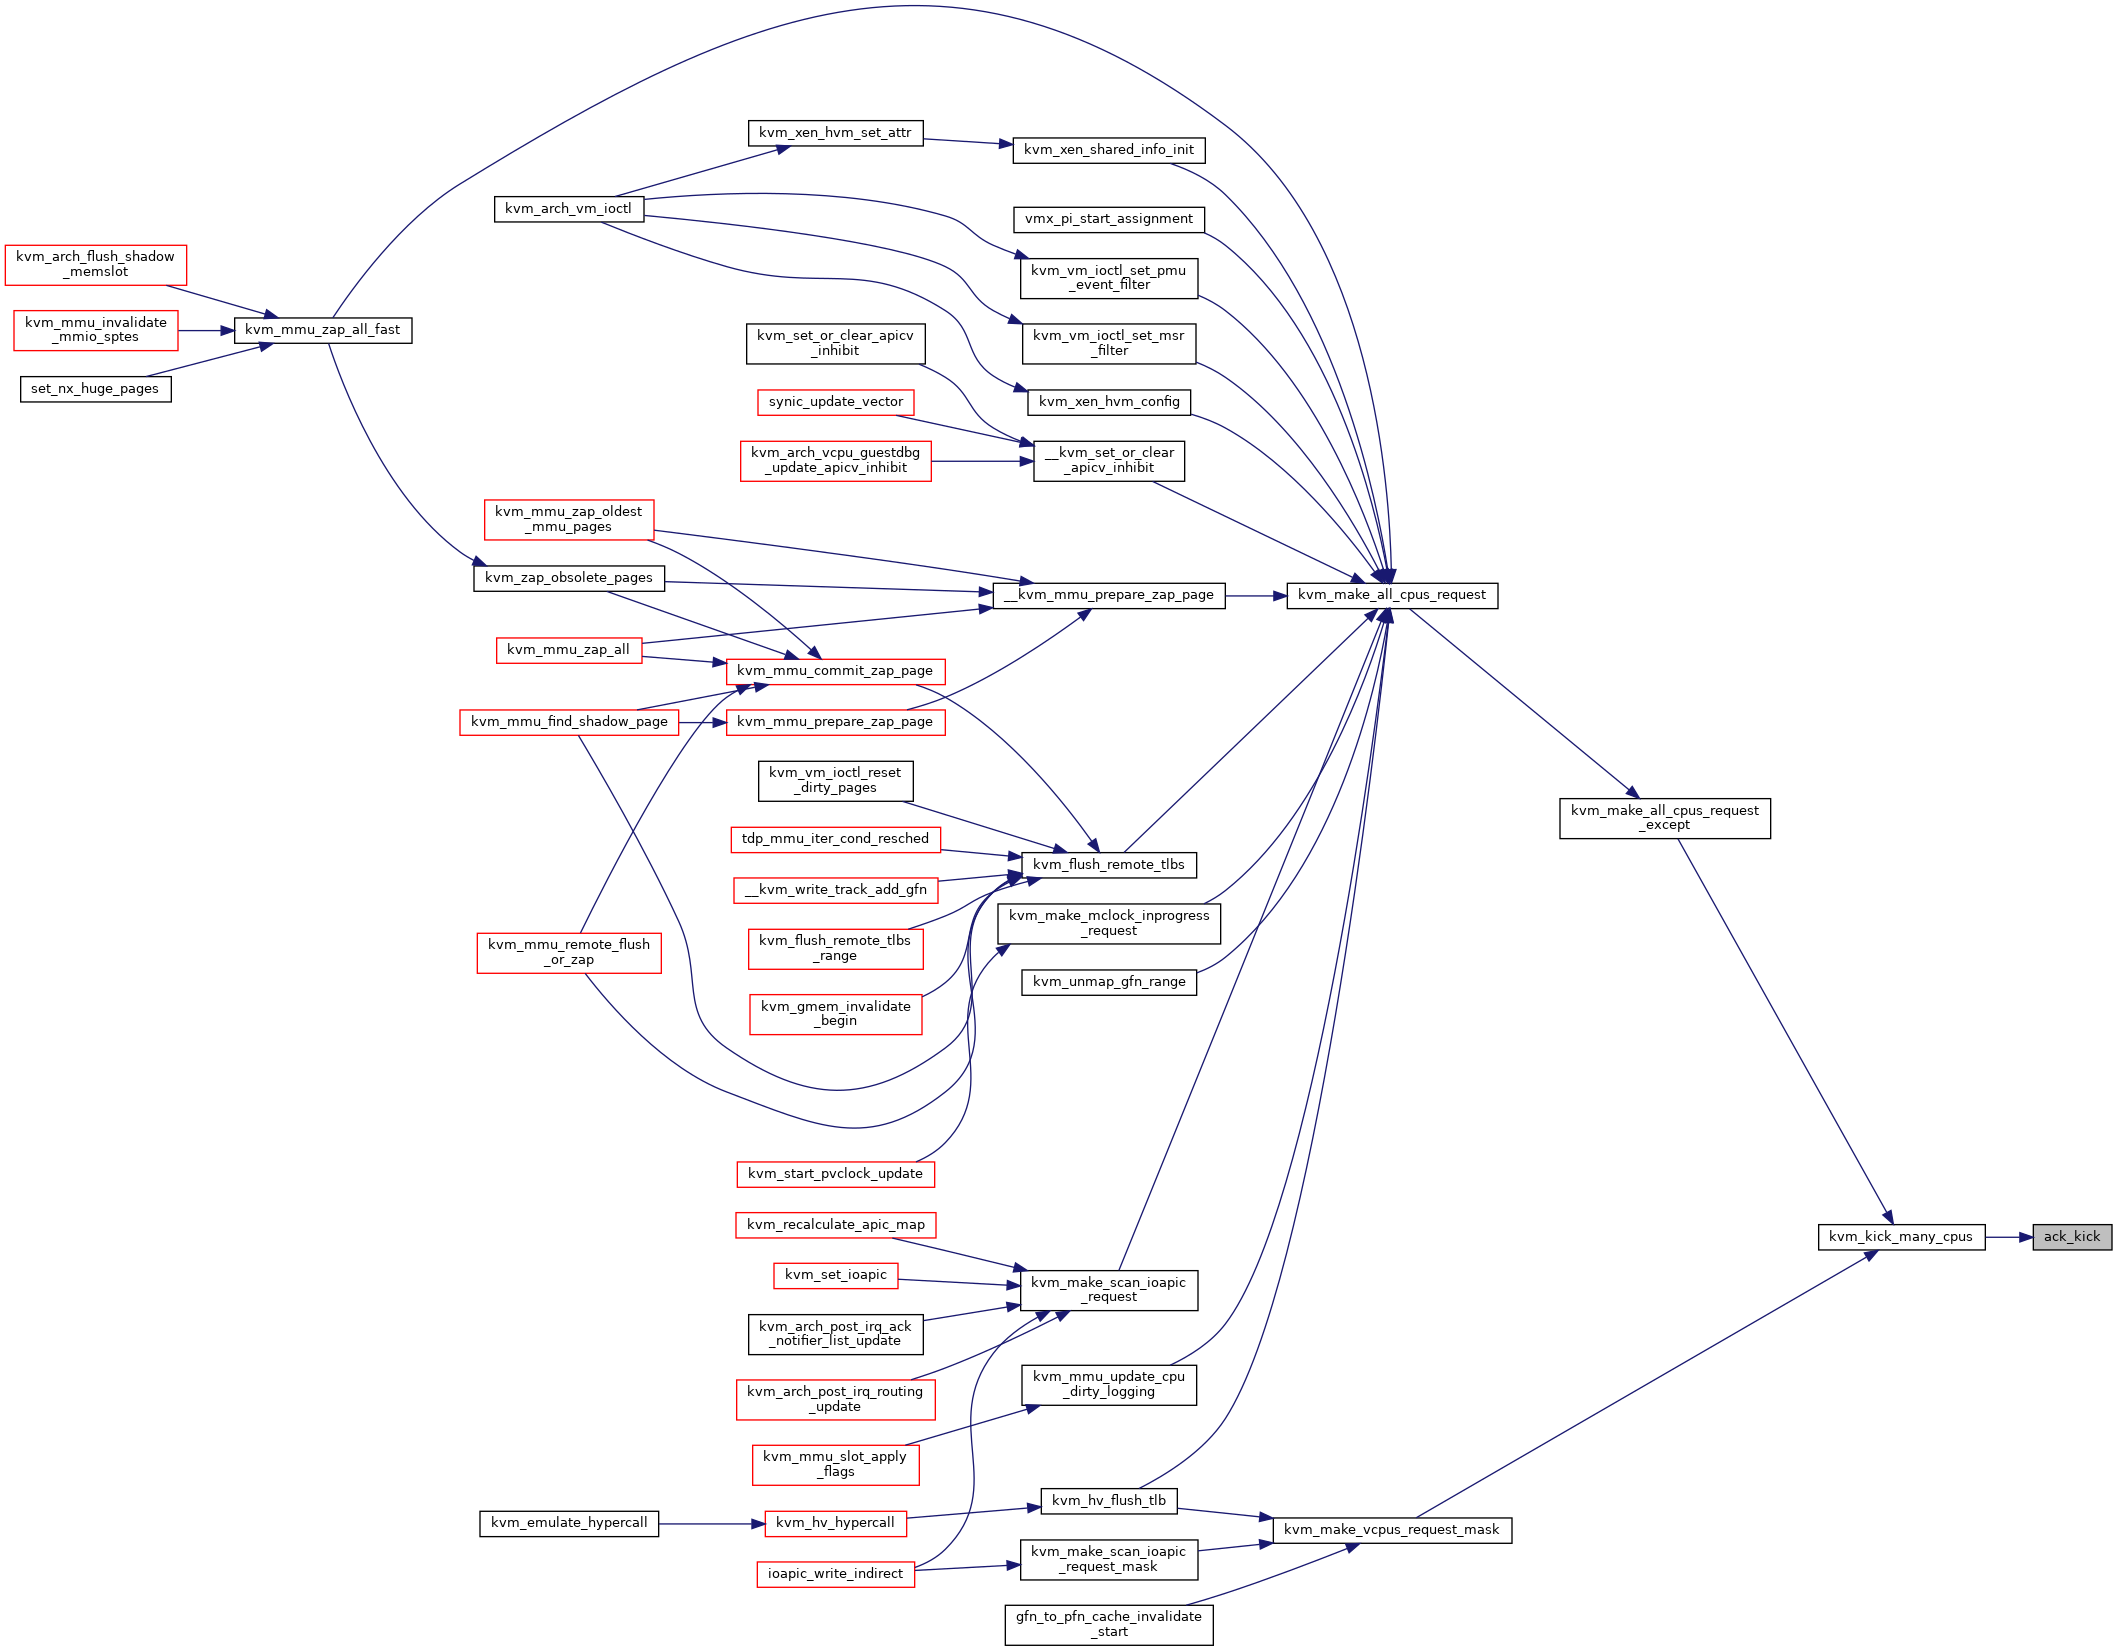 kvm_xen_hvm_set_attr
kvm_xen_shared_info_init
kvm_arch_vm_ioctl
vmx_pi_start_assignment
kvm_arch_flush_shadow
_memslot
kvm_vm_ioctl_set_pmu
_event_filter
kvm_mmu_invalidate
_mmio_sptes
kvm_mmu_zap_all_fast
kvm_set_or_clear_apicv
_inhibit
kvm_vm_ioctl_set_msr
_filter
set_nx_huge_pages
synic_update_vector
kvm_xen_hvm_config
kvm_arch_vcpu_guestdbg
_update_apicv_inhibit
__kvm_set_or_clear
_apicv_inhibit
kvm_mmu_zap_oldest
_mmu_pages
kvm_zap_obsolete_pages
__kvm_mmu_prepare_zap_page
kvm_make_all_cpus_request
kvm_mmu_zap_all
kvm_mmu_commit_zap_page
kvm_mmu_find_shadow_page
kvm_mmu_prepare_zap_page
kvm_vm_ioctl_reset
_dirty_pages
kvm_make_all_cpus_request
_except
tdp_mmu_iter_cond_resched
kvm_flush_remote_tlbs
__kvm_write_track_add_gfn
kvm_make_mclock_inprogress
_request
kvm_flush_remote_tlbs
_range
kvm_mmu_remote_flush
_or_zap
kvm_unmap_gfn_range
kvm_gmem_invalidate
_begin
kvm_start_pvclock_update
kvm_recalculate_apic_map
kvm_kick_many_cpus
ack_kick
kvm_set_ioapic
kvm_make_scan_ioapic
_request
kvm_arch_post_irq_ack
_notifier_list_update
kvm_arch_post_irq_routing
_update
kvm_mmu_update_cpu
_dirty_logging
kvm_mmu_slot_apply
_flags
kvm_hv_flush_tlb
kvm_emulate_hypercall
kvm_hv_hypercall
kvm_make_vcpus_request_mask
kvm_make_scan_ioapic
_request_mask
ioapic_write_indirect
gfn_to_pfn_cache_invalidate
_start